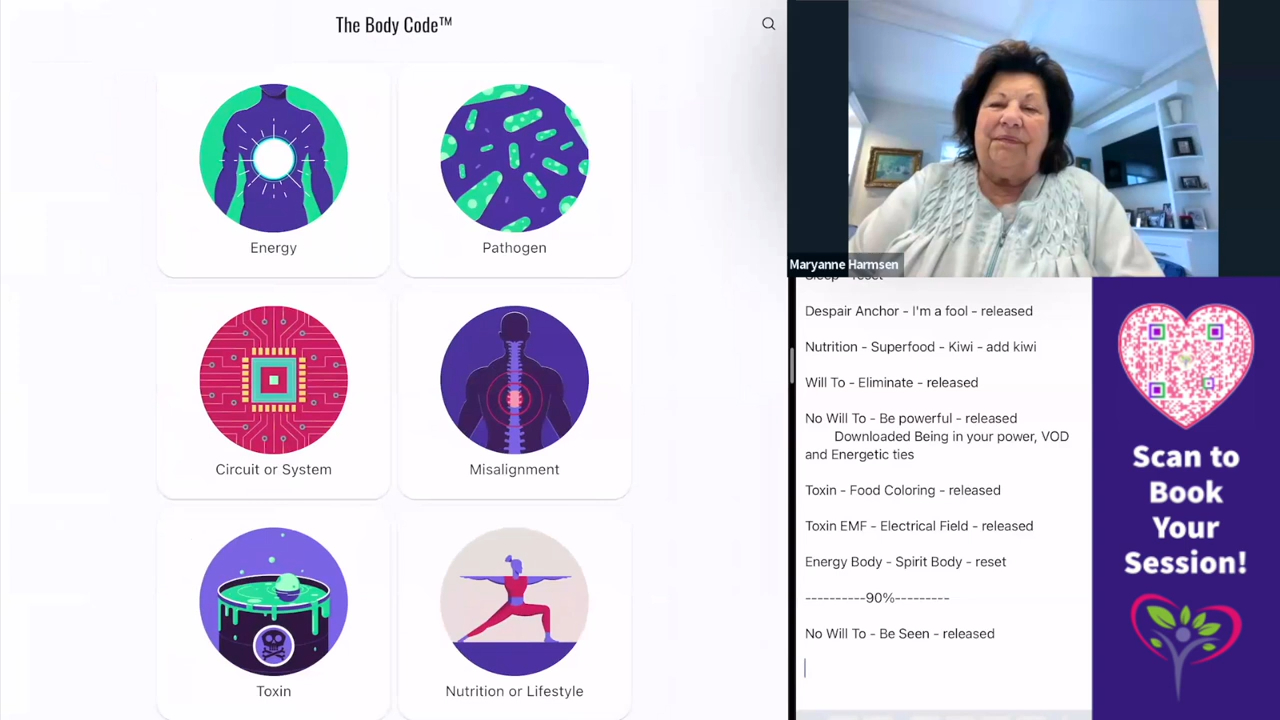 The Body Code™
Energy
Pathogen
Circuit or System
Misalignment
Toxin
Nutrition or Lifestyle
Maryanne Harmsen
Sleep - reset
Despair Anchor - I'm a fool - released
Nutrition - Superfood - Kiwi - add kiwi
Will To - Eliminate - released
No Will To - Be powerful - released
Downloaded Being in your power, VOD
and Energetic ties
Toxin - Food Coloring - released
Toxin EMF - Electrical Field - released
Energy Body - Spirit Body - reset
----------90%---------
No Will To - Be Seen - released
Scan to
Book
Your
Session!